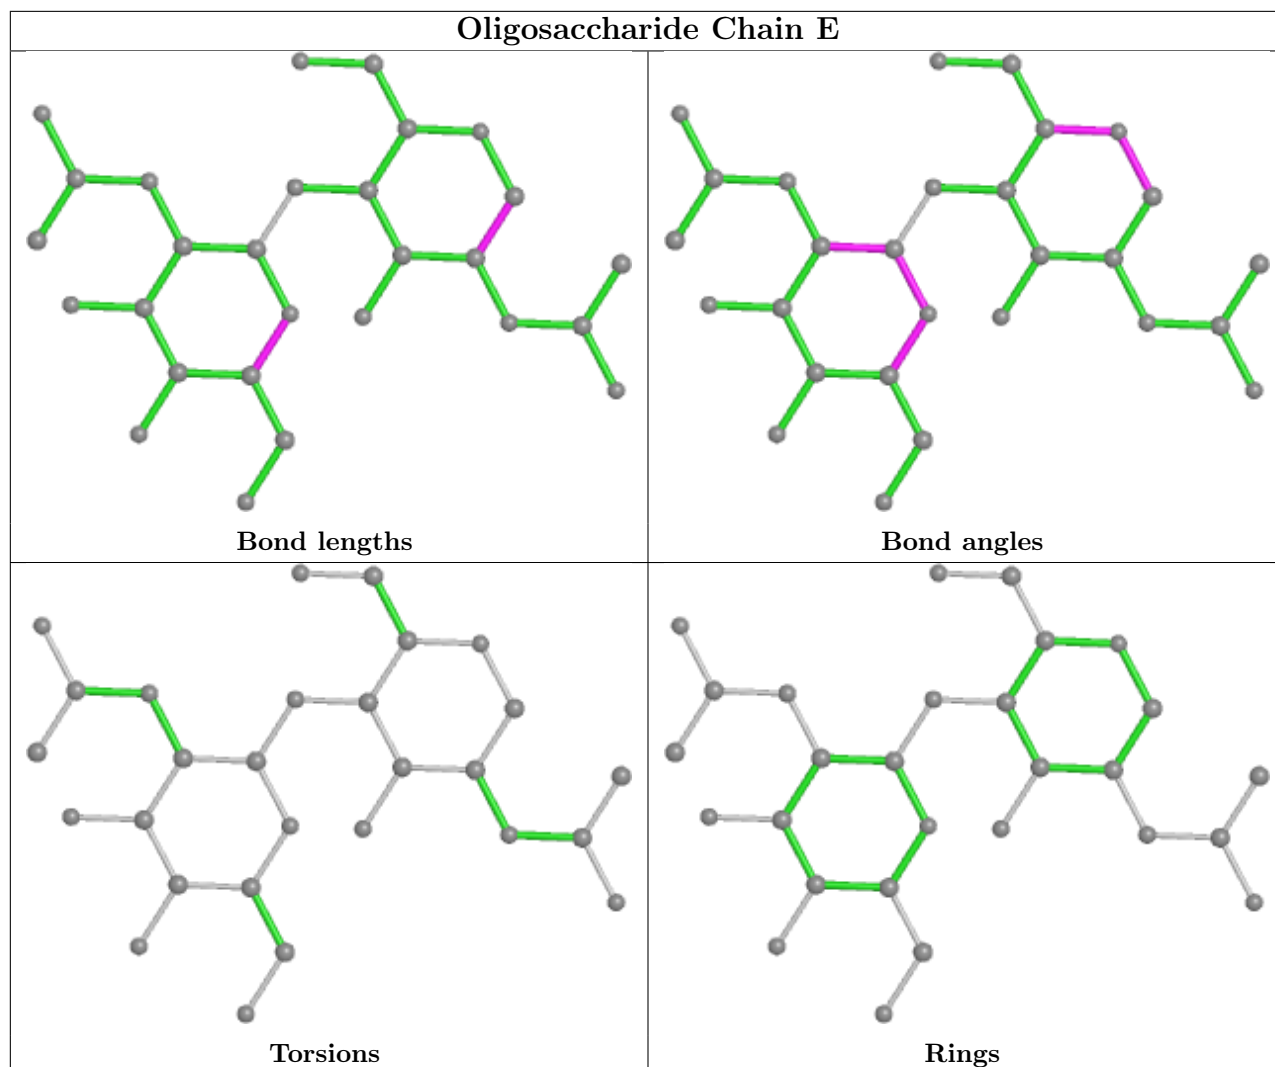 Oligosaccharide Chain E
Bond lengths
Bond angles
Torsions
Rings